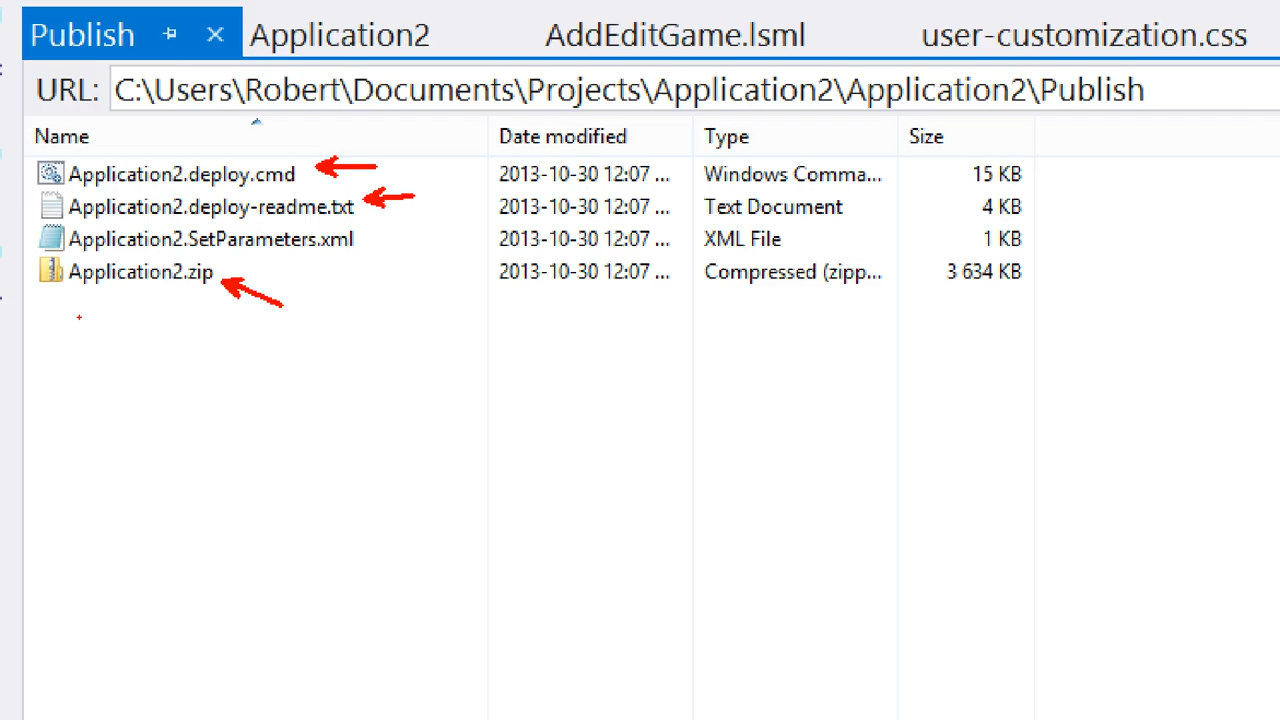 Publish Application2 AddEditGame.lsml user-customization.css
URL: C:\Users\Robert\Documents\Projects\Application2\Application2\Publish
Name Date modified Type Size
Application2.deploy.cmd 2013-10-30 12:07 ... Windows Comma... 15 KB
Application2.deploy-readme.txt 2013-10-30 12:07 ... Text Document 4 KB
Application2.SetParameters.xml 2013-10-30 12:07 ... XML File 1 KB
Application2.zip 2013-10-30 12:07 ... Compressed (zipp... 3 634 KB